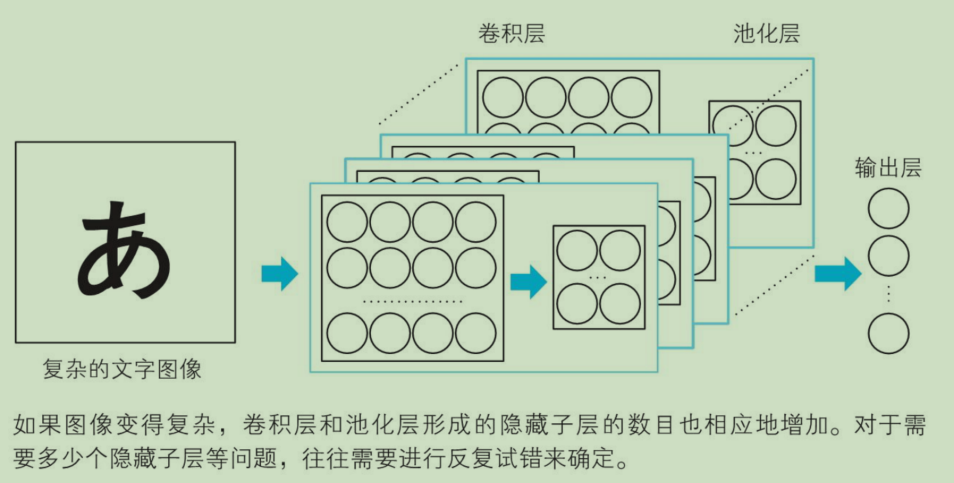 卷积层
池化层
输出层
あ
复杂的文字图像
如果图像变得复杂，卷积层和池化层形成的隐藏子层的数目也相应地增加。对于需
要多少个隐藏子层等问题，往往需要进行反复试错来确定。